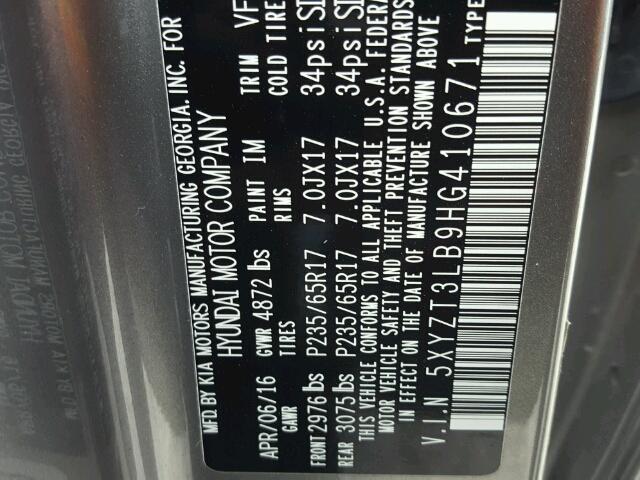 MFD BY KIA MOTORS MANUFACTURING GEORGIA. INC. FOR
HYUNDAI MOTOR COMPANY
APR/06/16 GVWR 4872 lbs PAINT IM TRIM VF
GAWR TIRES RIMS COLD TIRE
FRONT 2976 lbs P235/65R17 7.0JX17 34psi
REAR 3075 lbs P235/65R17 7.0JX17 34psi
THIS VEHICLE CONFORMS TO ALL APPLICABLE U.S.A. FEDERA
MOTOR VEHICLE SAFETY AND THEFT PREVENTION STANDARDS
IN EFFECT ON THE DATE OF MANUFACTURE SHOWN ABOVE
V.I.N 5XYZT3LB9HG410671 TYPE